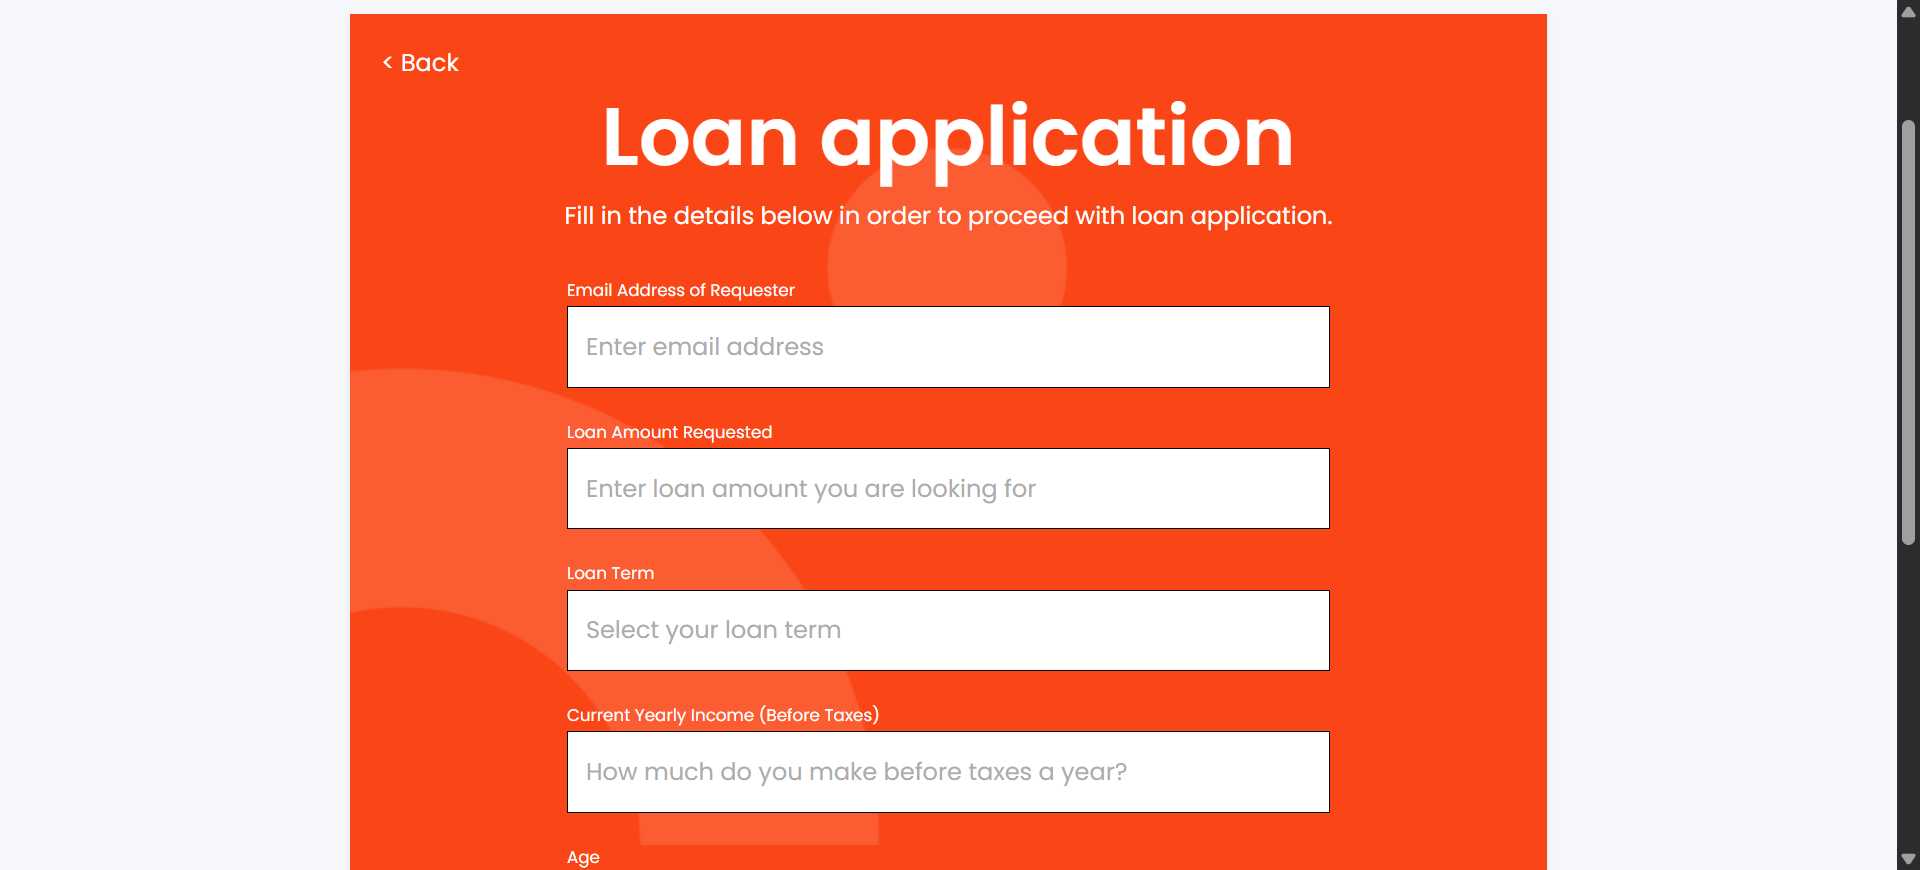 < Back
Loan application
Fill in the details below in order to proceed with loan application.
Email Address of Requester
Enter email address
Loan Amount Requested
Enter loan amount you are looking for
Loan Term
Select your loan term
Current Yearly Income (Before Taxes)
How much do you make before taxes a year?
Age